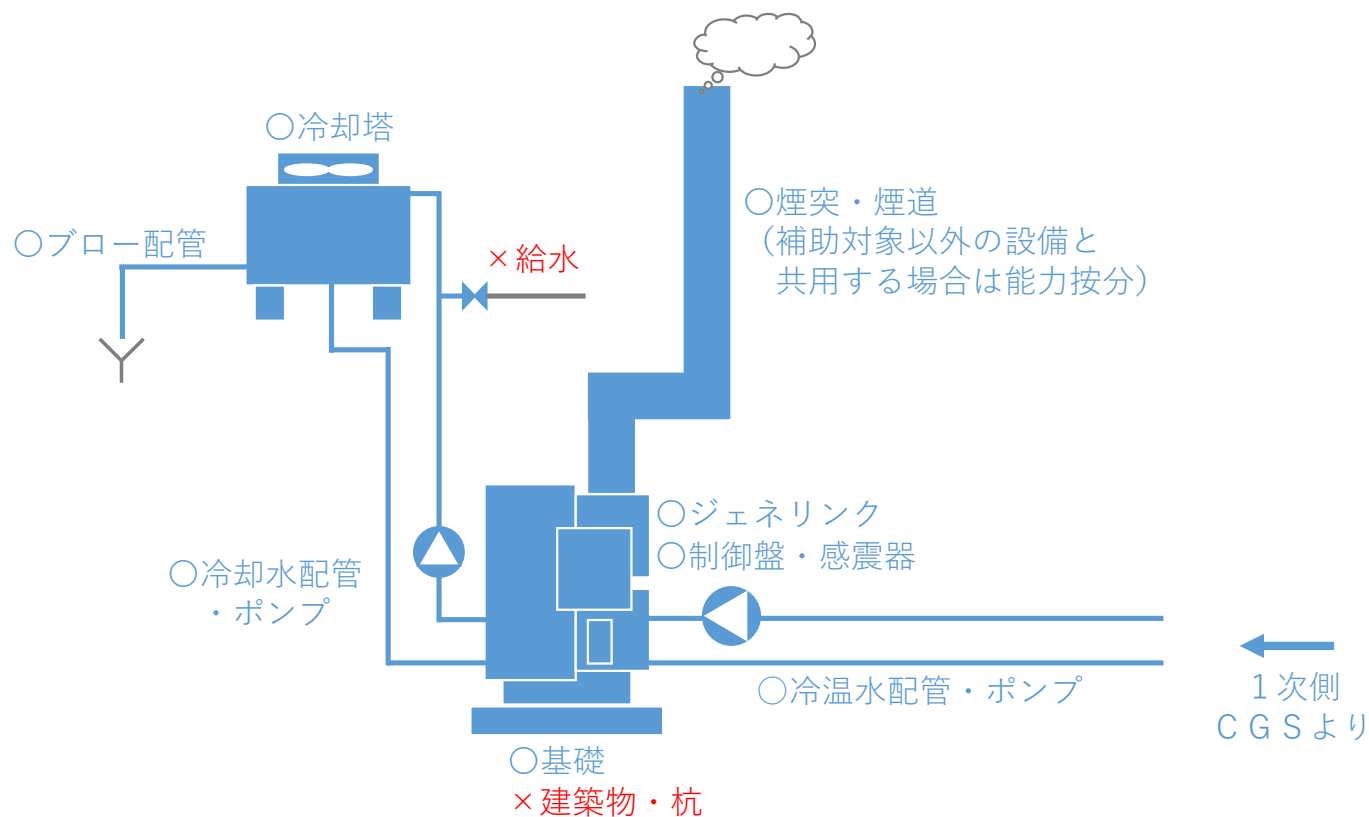 ○冷却塔
○ブロー配管
×給水
○煙突・煙道
（補助対象以外の設備と
共用する場合は能力按分）
○ジェネリンク
○制御盤・感震器
○冷却水配管
・ポンプ
○冷温水配管・ポンプ
１次側
ＣＧＳより
○基礎
×建築物・杭